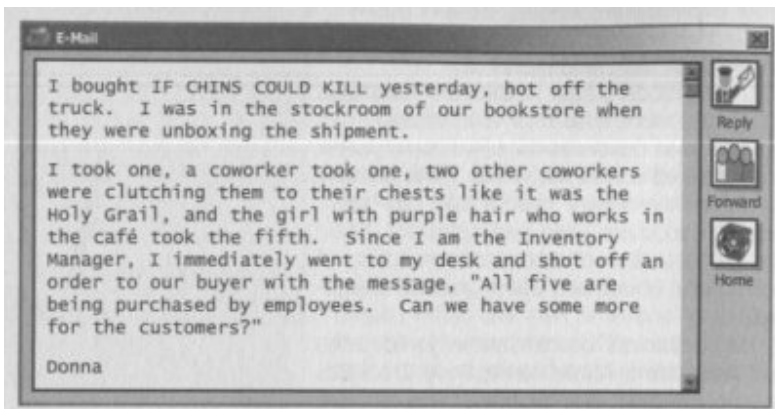 E-Mail
I bought IF CHINS COULD KILL yesterday, hot off the
truck.  I was in the stockroom of our bookstore when
they were unboxing the shipment.
I took one, a coworker took one, two other coworkers
were clutching them to their chests like it was the
Holy Grail, and the girl with purple hair who works in
the café took the fifth.  Since I am the Inventory
Manager, I immediately went to my desk and shot off an
order to our buyer with the message, "All five are
being purchased by employees.  Can we have some more
for the customers?"
Donna
Reply
Forward
Home